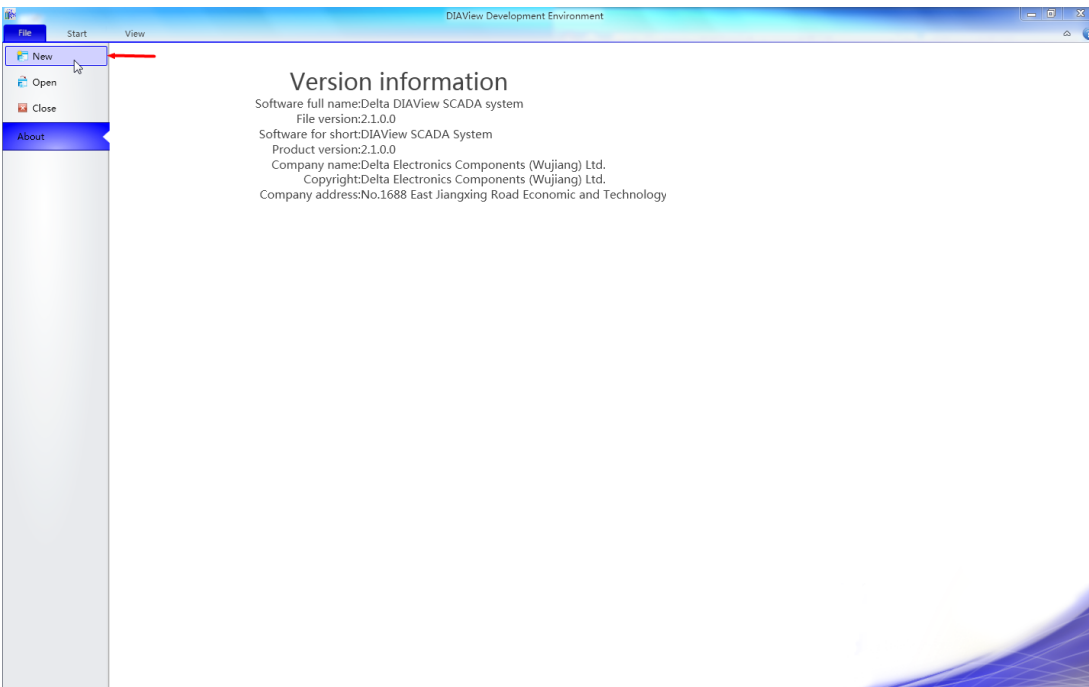 DIAView Development Environment
File Start View
New
Open
Close
About
Version information
Software full name:Delta DIAView SCADA system
File version:2.1.0.0
Software for short:DIAView SCADA System
Product version:2.1.0.0
Company name:Delta Electronics Components (Wujiang) Ltd.
Copyright:Delta Electronics Components (Wujiang) Ltd.
Company address:No.1688 East Jiangxing Road Economic and Technology